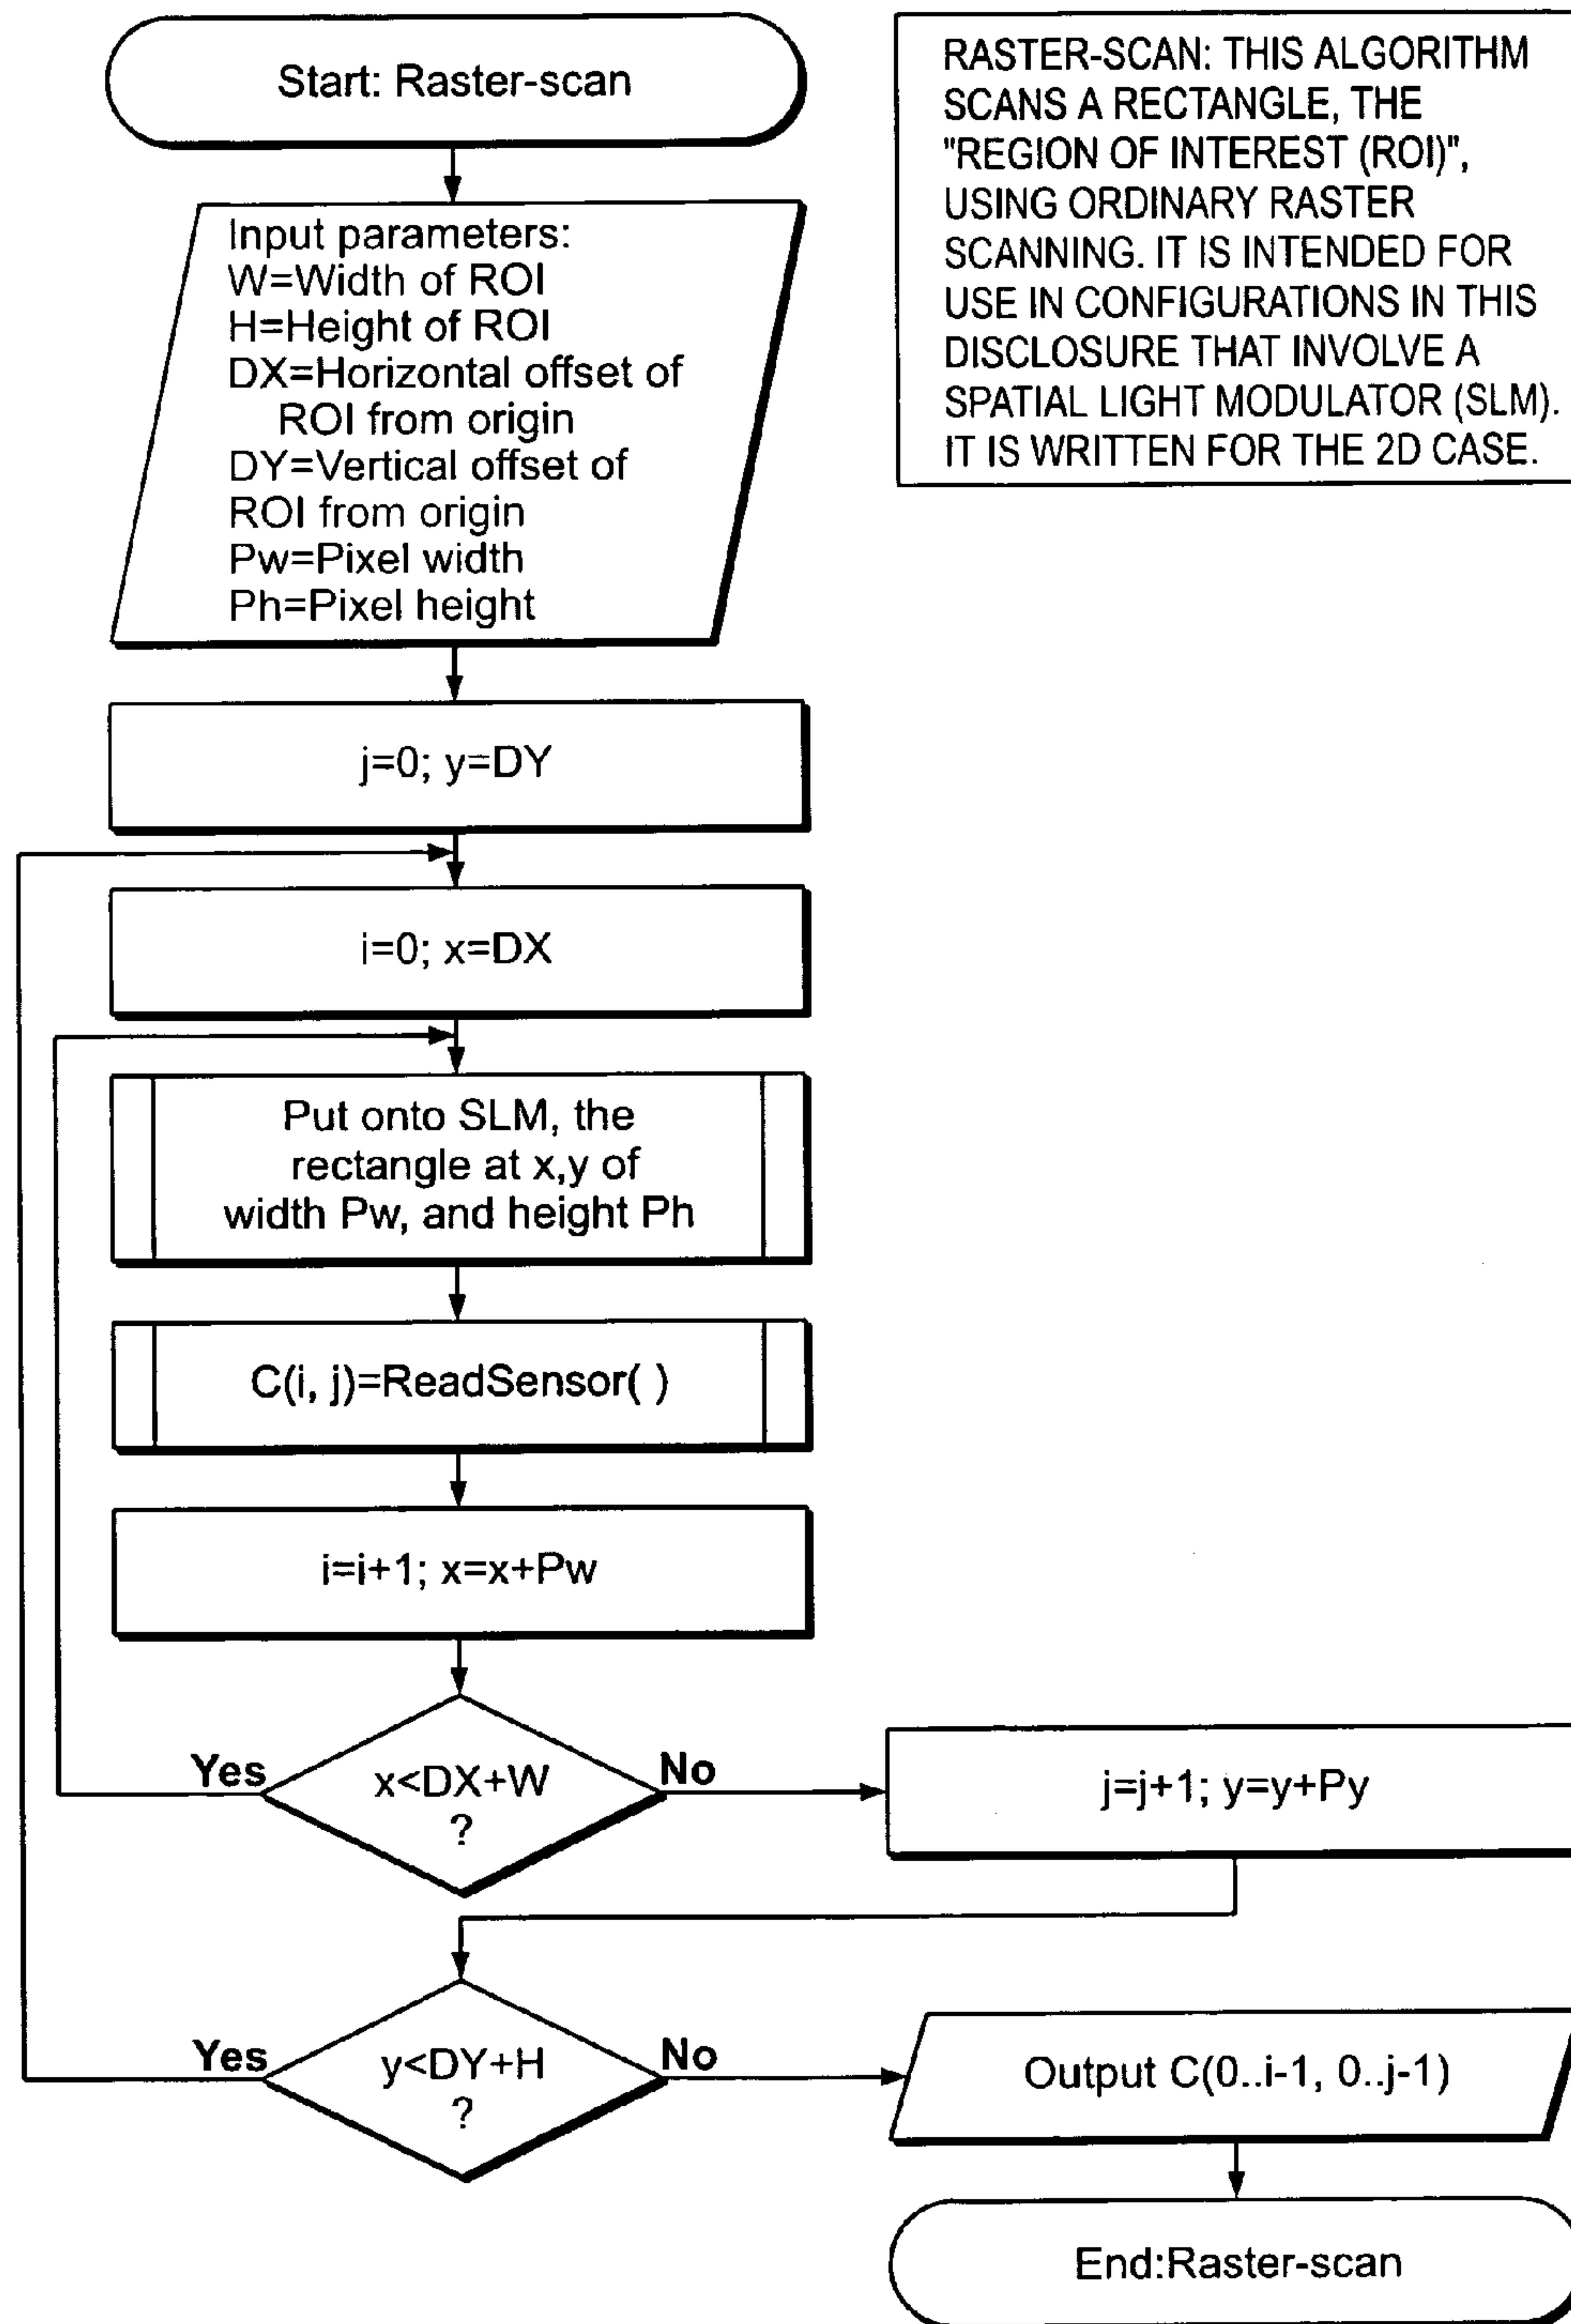 Start: Raster-scan
RASTER-SCAN: THIS ALGORITHM
SCANS A RECTANGLE, THE
"REGION OF INTEREST (ROI)",
USING ORDINARY RASTER
SCANNING. IT IS INTENDED FOR
USE IN CONFIGURATIONS IN THIS
DISCLOSURE THAT INVOLVE A
SPATIAL LIGHT MODULATOR (SLM).
IT IS WRITTEN FOR THE 2D CASE.
Input parameters:
W=Width of ROI
H=Height of ROI
DX=Horizontal offset of
ROI from origin
DY=Vertical offset of
ROI from origin
Pw=Pixel width
Ph=Pixel height
j=0; y=DY
i=0; x=DX
Put onto SLM, the
rectangle at x,y of
width Pw, and height Ph
C(i, j)=ReadSensor( )
i=i+1; x=x+Pw
Yes
x<DX+W
?
No
j=j+1; y=y+Py
Yes
y<DY+H
?
No
Output C(0..i-1, 0..j-1)
End:Raster-scan